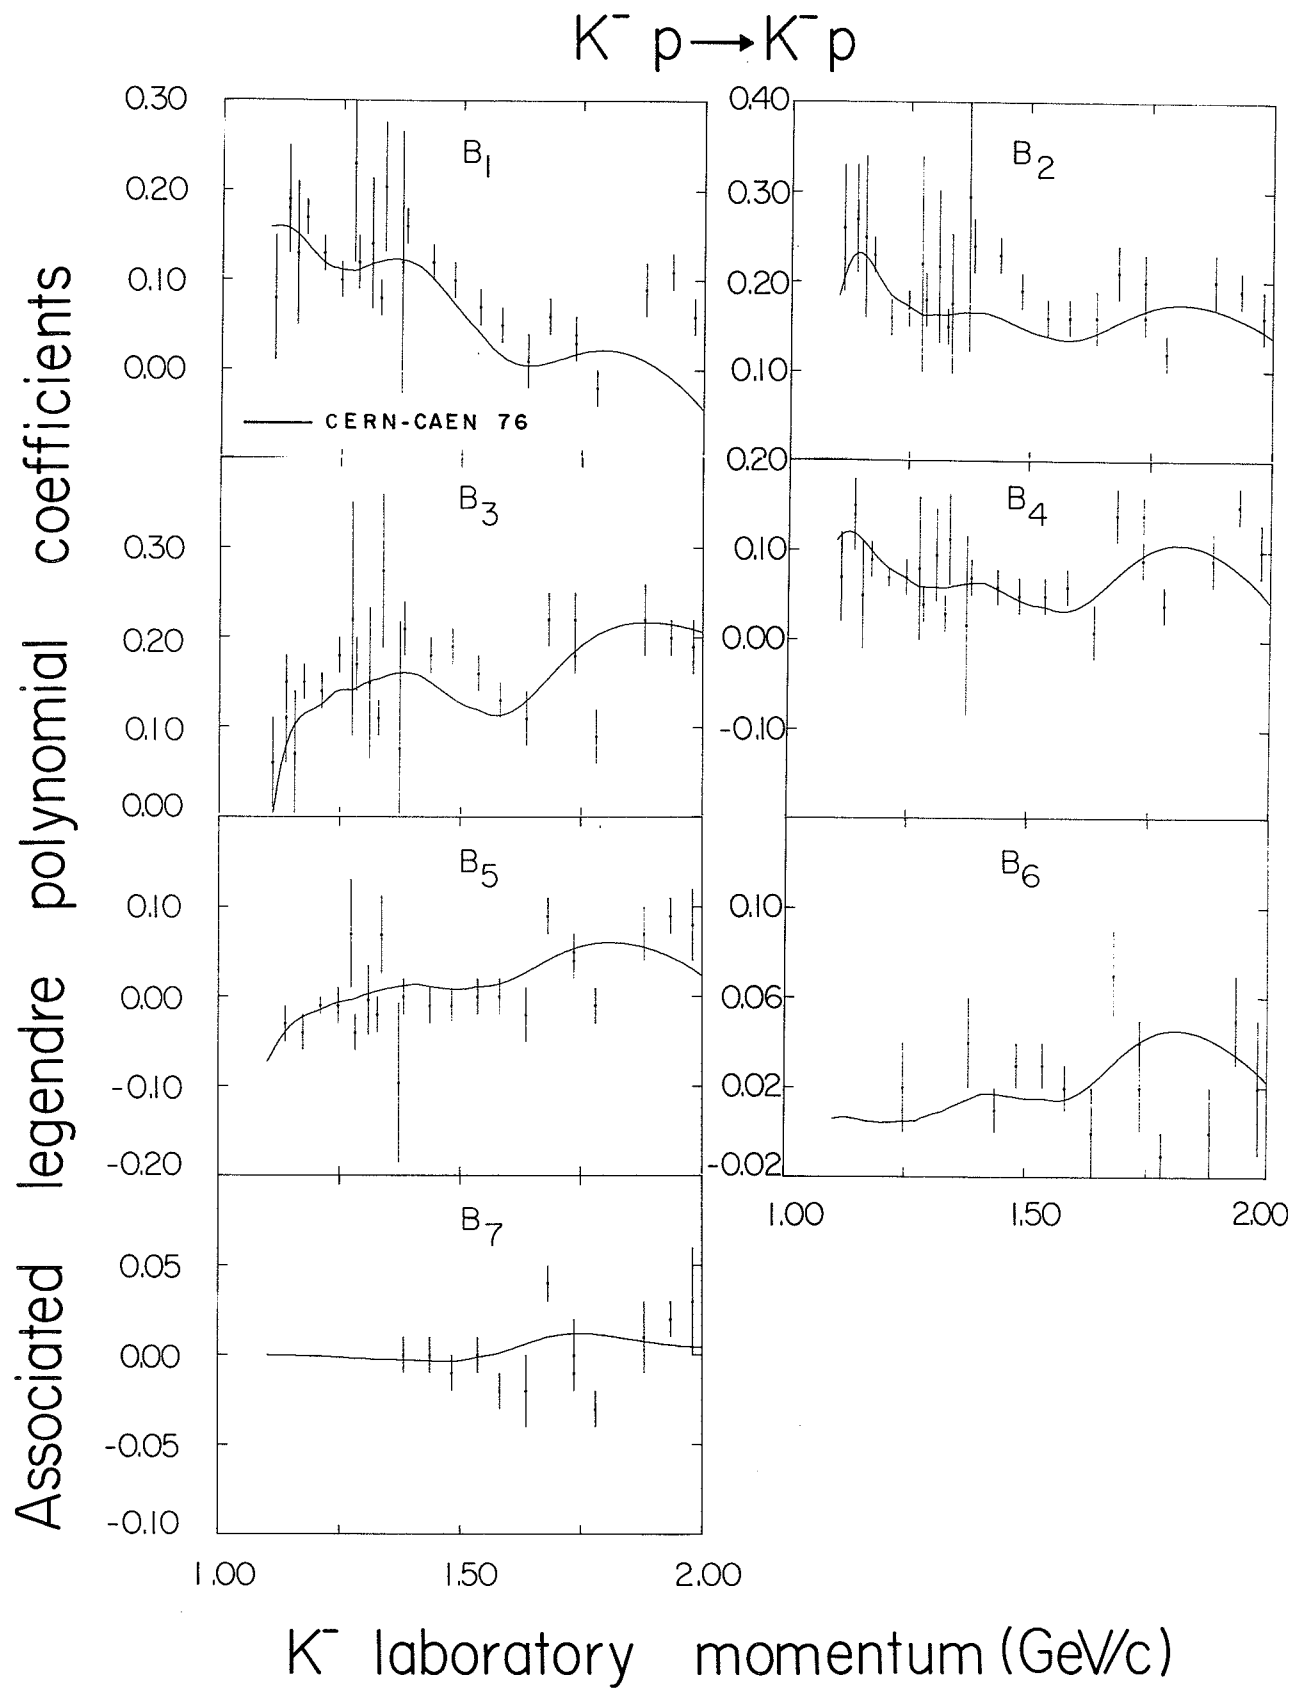 K⁻ p → K⁻ p
Associated legendre polynomial coefficients
0.30
0.20
0.10
0.00
B1
CERN-CAEN 76
0.40
0.30
0.20
0.10
B2
0.30
0.20
0.10
0.00
B3
0.20
0.10
0.00
-0.10
B4
0.10
0.00
-0.10
-0.20
B5
0.10
0.06
0.02
-0.02
B6
1.00 1.50 2.00
0.05
0.00
-0.05
-0.10
B7
1.00 1.50 2.00
K⁻ laboratory momentum (GeV/c)